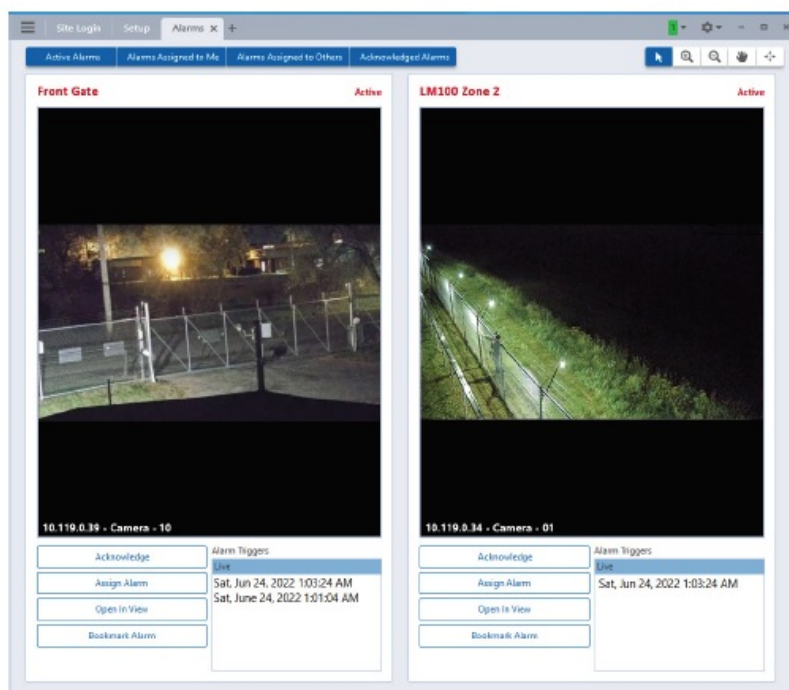 Site Login Setup Alarms × +
1
Active Alarms Alarms Assigned to Me Alarms Assigned to Others Acknowledged Alarms
Front Gate Active
10.119.0.39 - Camera - 10
Acknowledge
Assign Alarm
Open In View
Bookmark Alarm
Alarm Triggers
Live
Sat, Jun 24, 2022 1:03:24 AM
Sat, June 24, 2022 1:01:04 AM
LM100 Zone 2 Active
10.119.0.34 - Camera - 01
Acknowledge
Assign Alarm
Open In View
Bookmark Alarm
Alarm Triggers
Live
Sat, Jun 24, 2022 1:03:24 AM